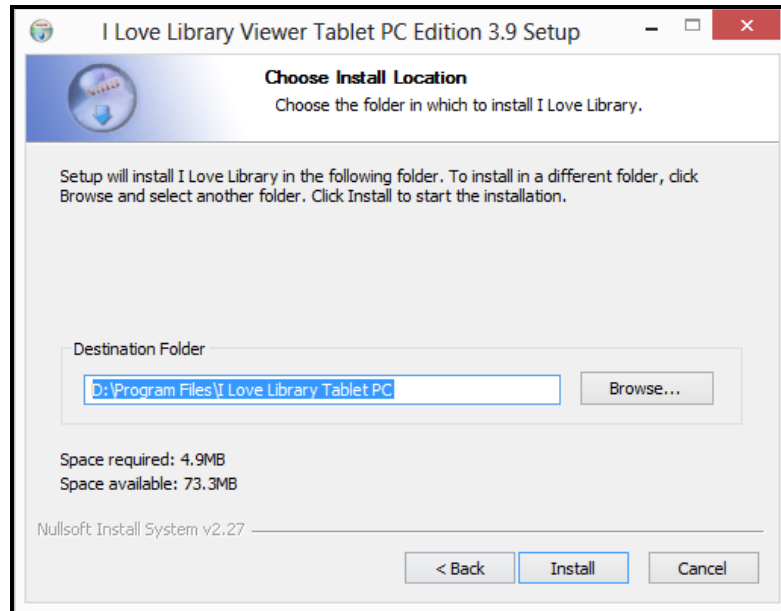 I Love Library Viewer Tablet PC Edition 3.9 Setup
Choose Install Location
Choose the folder in which to install I Love Library.
Setup will install I Love Library in the following folder. To install in a different folder, click
Browse and select another folder. Click Install to start the installation.
Destination Folder
D:\Program Files\I Love Library Tablet PC
Browse...
Space required: 4.9MB
Space available: 73.3MB
Nullsoft Install System v2.27
< Back Install Cancel